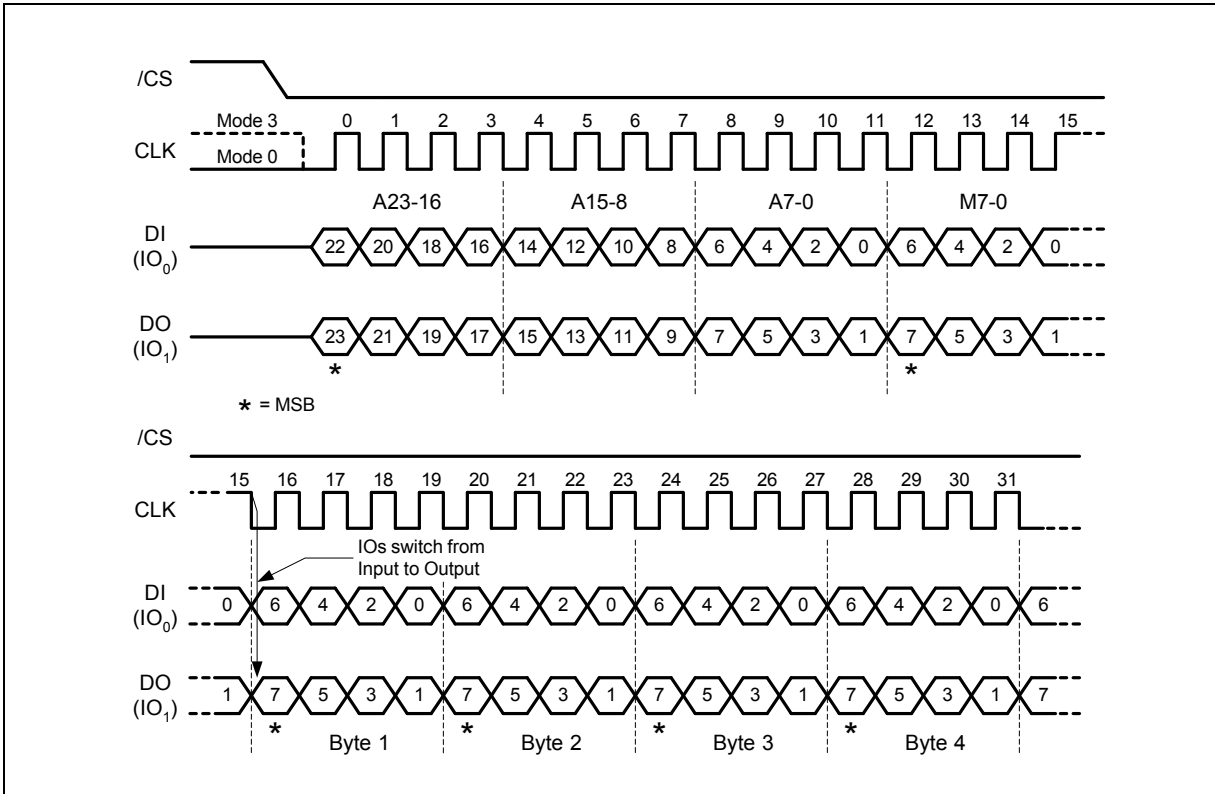 /CS
Mode 3 0 1 2 3 4 5 6 7 8 9 10 11 12 13 14 15
CLK
Mode 0
A23-16 A15-8 A7-0 M7-0
DI
(IO0)
22 20 18 16 14 12 10 8 6 4 2 0 6 4 2 0
DO
(IO1)
23 21 19 17 15 13 11 9 7 5 3 1 7 5 3 1
* *
* = MSB
/CS
15 16 17 18 19 20 21 22 23 24 25 26 27 28 29 30 31
CLK
IOs switch from
Input to Output
DI
(IO0)
0 6 4 2 0 6 4 2 0 6 4 2 0 6 4 2 0 6
DO
(IO1)
1 7 5 3 1 7 5 3 1 7 5 3 1 7 5 3 1 7
* * * *
Byte 1 Byte 2 Byte 3 Byte 4